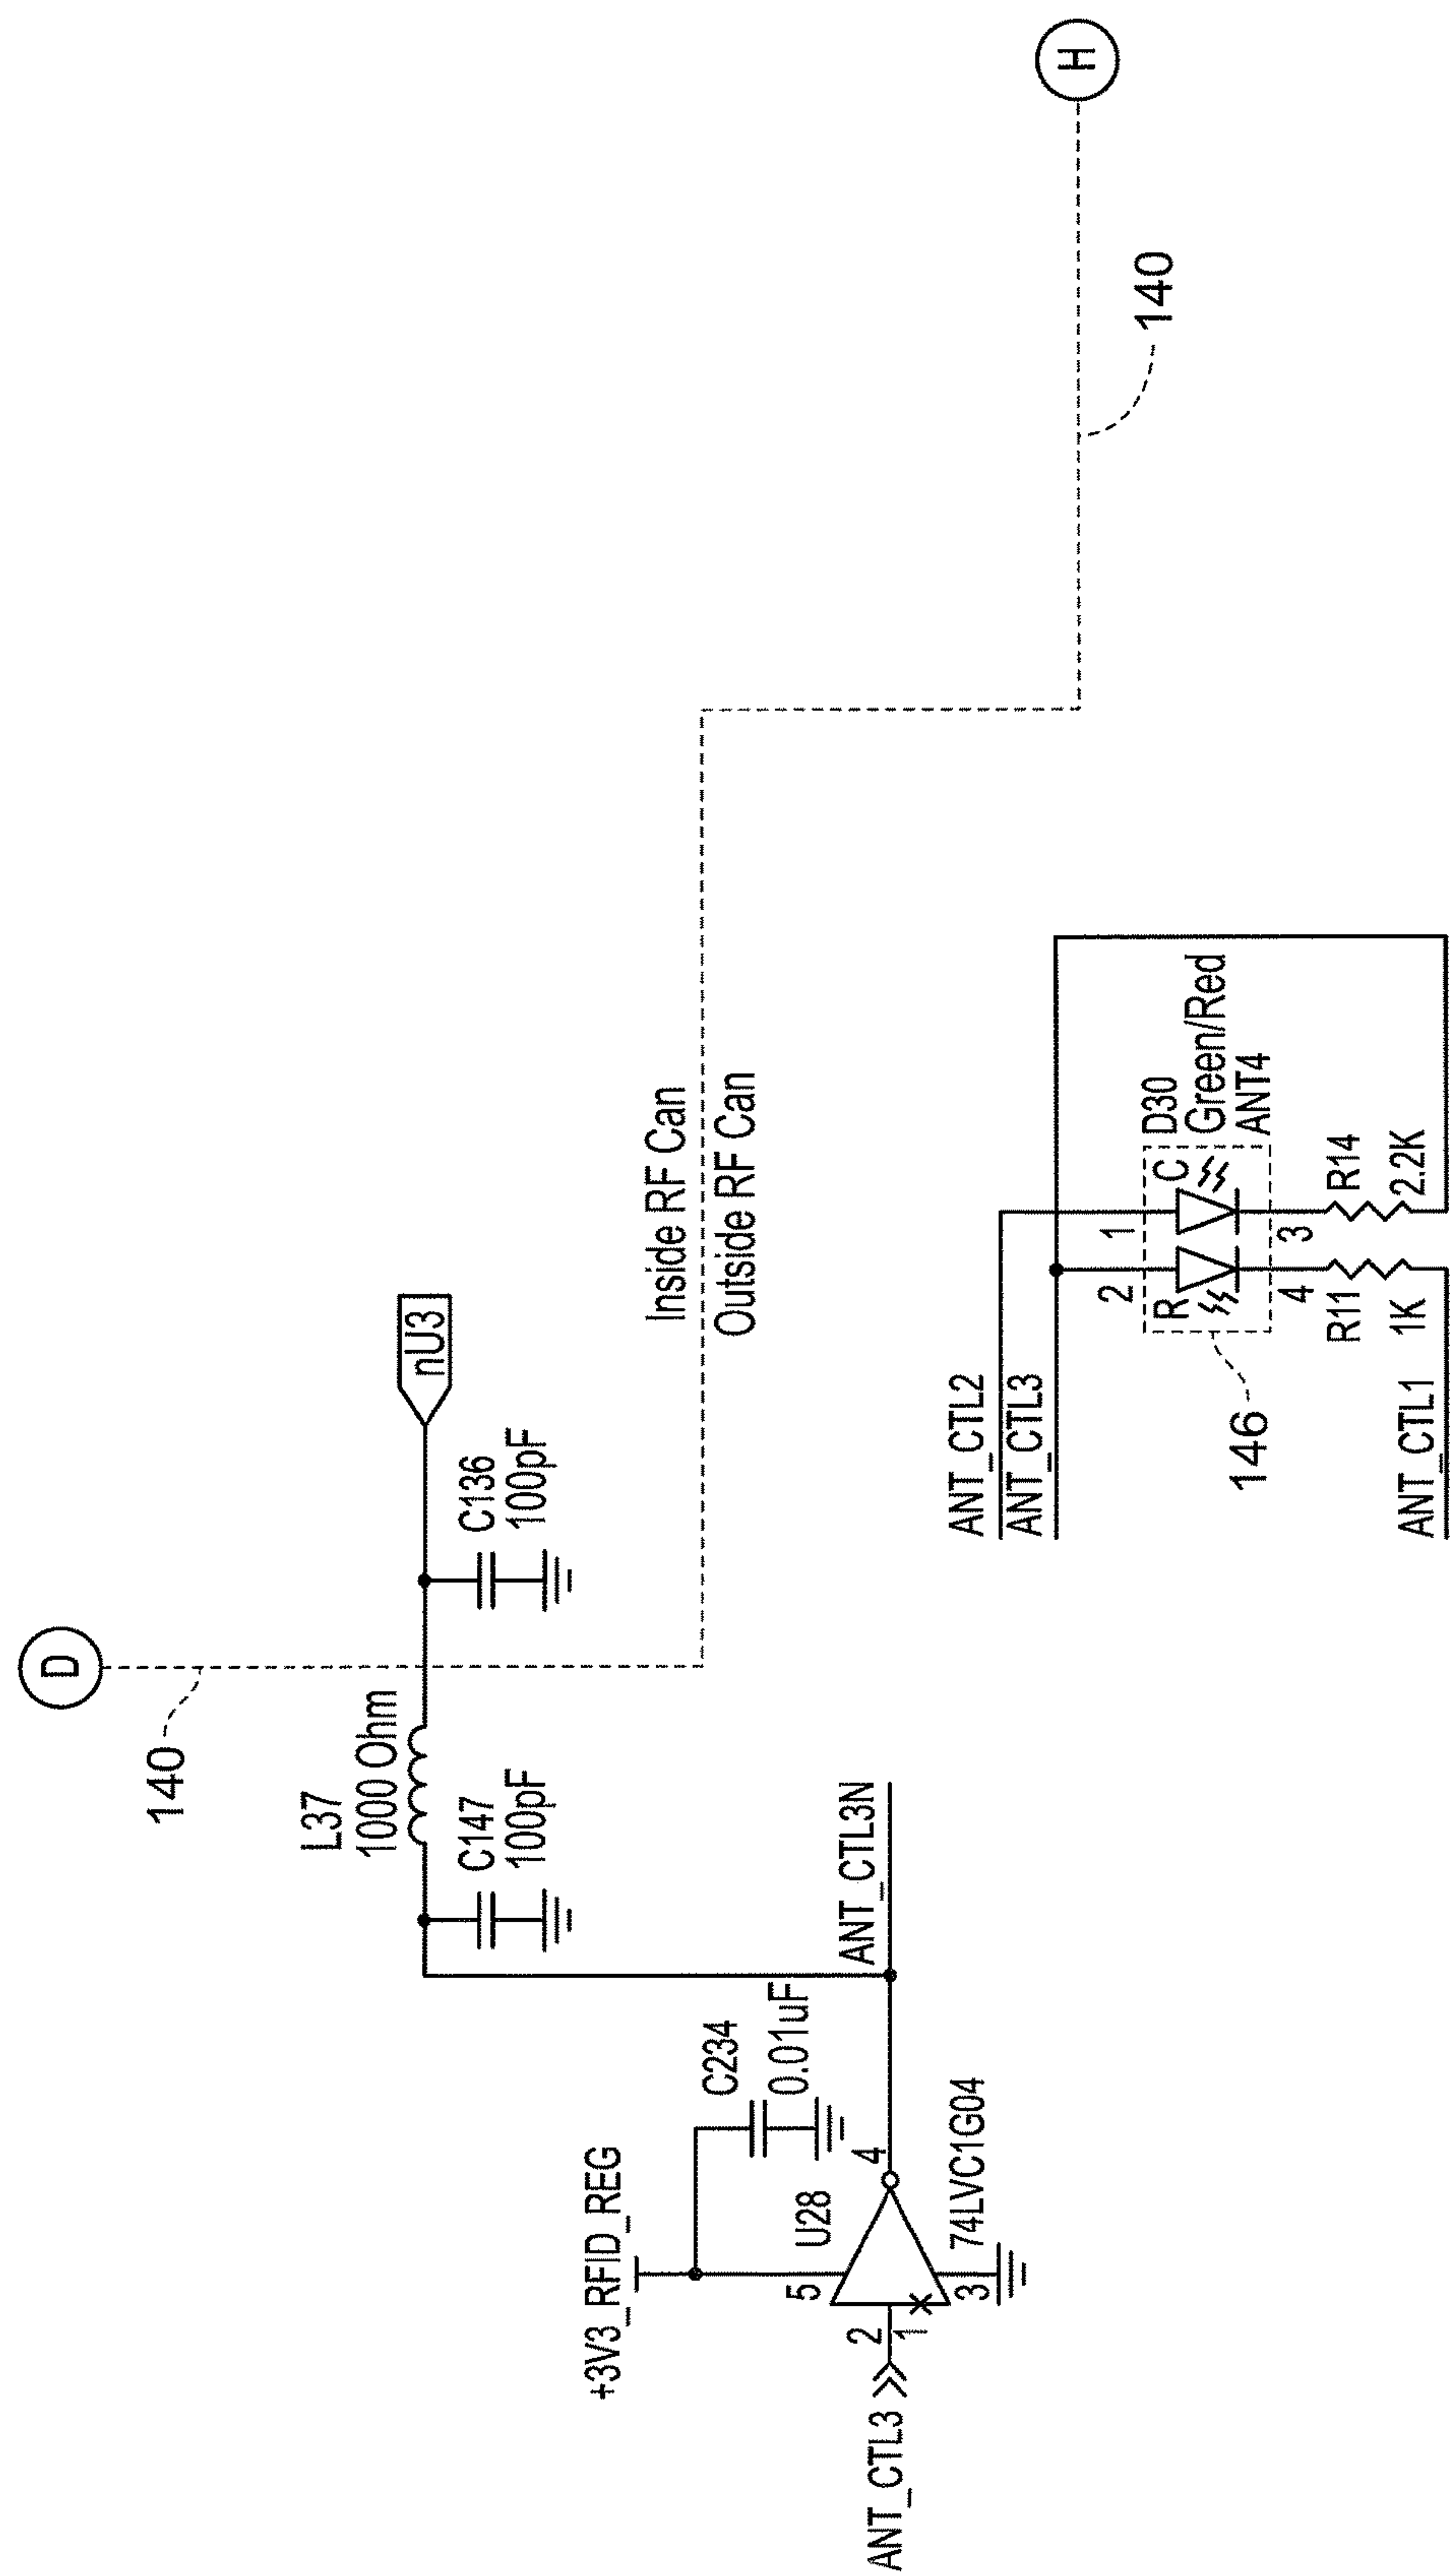 D
140
L37
1000 Ohm
C147
100pF
C136
100pF
nU3
Inside RF Can
Outside RF Can
140
H
+3V3_RFID_REG
C234
0.01uF
U28
5
4
2
1
3
74LVC1G04
ANT_CTL3
ANT_CTL3N
ANT_CTL2
ANT_CTL3
D30
Green/Red
ANT4
1
2
R
C
146
3
4
R11
1K
R14
2.2K
ANT_CTL1